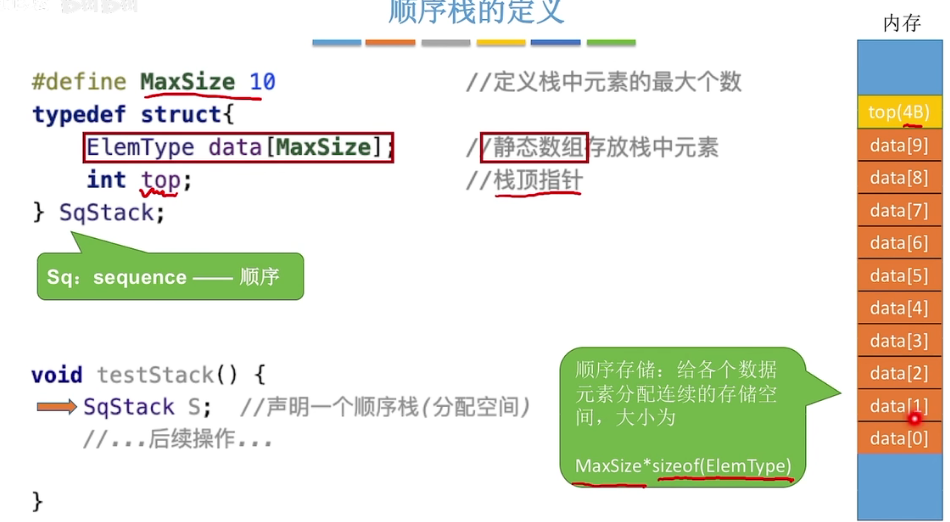 顺序栈的定义
#define MaxSize 10 //定义栈中元素的最大个数
typedef struct{
ElemType data[MaxSize]; //静态数组存放栈中元素
int top; //栈顶指针
} SqStack;
Sq：sequence —— 顺序
void testStack() {
SqStack S; //声明一个顺序栈(分配空间)
//...后续操作...
}
顺序存储：给各个数据
元素分配连续的存储空
间，大小为
MaxSize*sizeof(ElemType)
内存
top(4B)
data[9]
data[8]
data[7]
data[6]
data[5]
data[4]
data[3]
data[2]
data[1]
data[0]